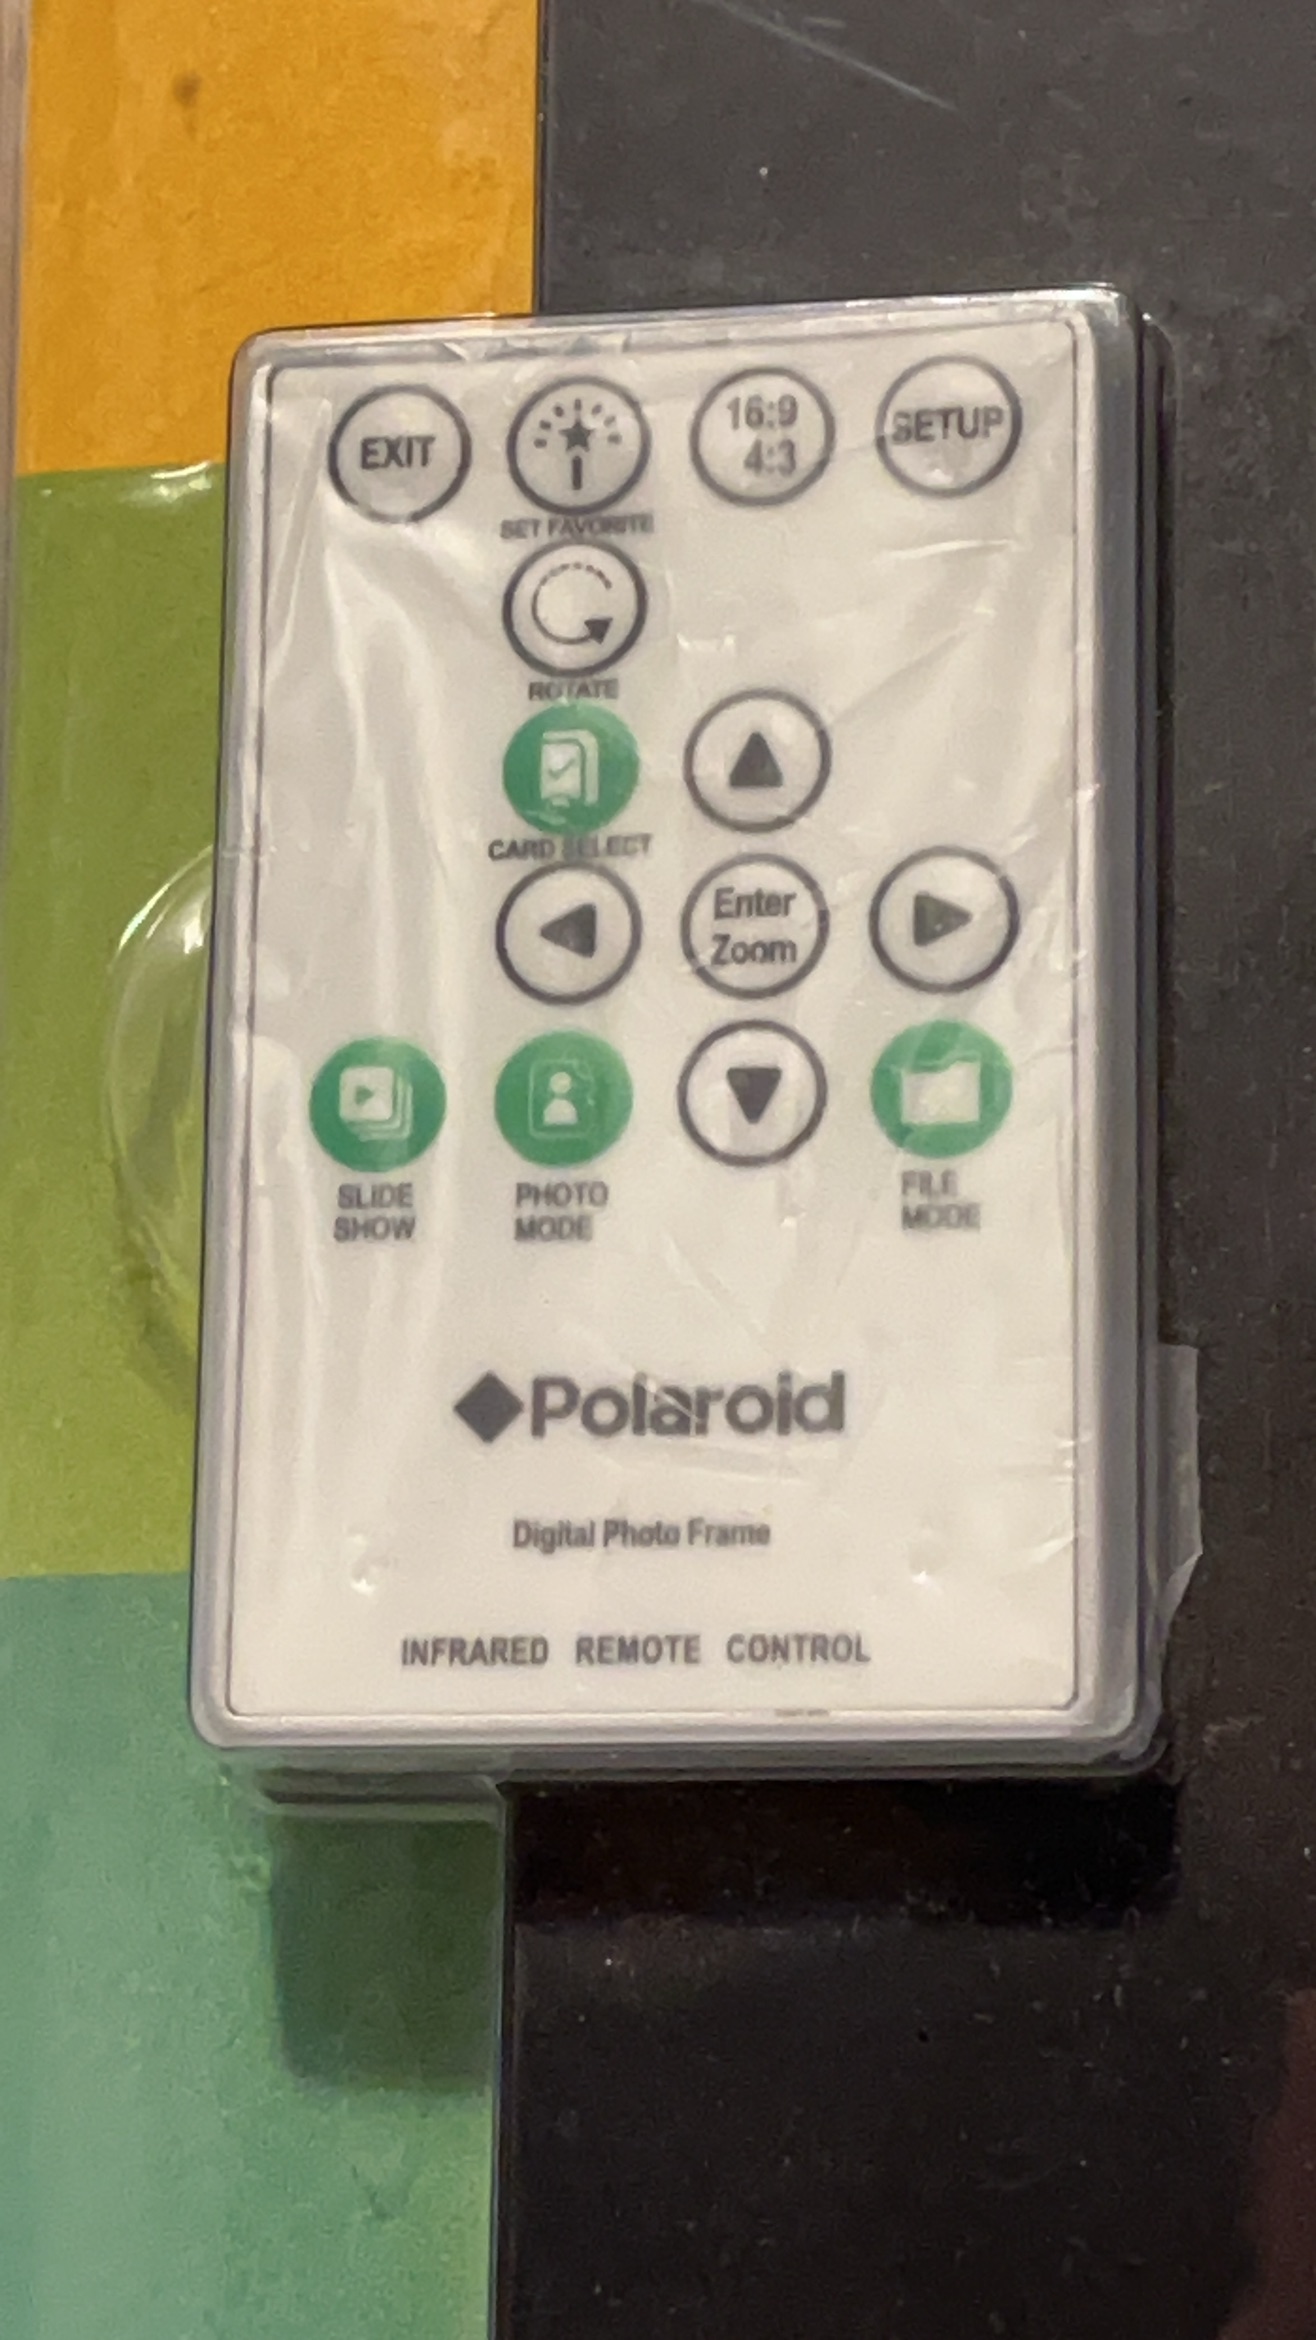 EXIT
16:9
4:3
SETUP
SET FAVORITE
ROTATE
CARD SELECT
Enter
Zoom
SLIDE
SHOW
PHOTO
MODE
FILE
MODE
Polaroid
Digital Photo Frame
INFRARED REMOTE CONTROL